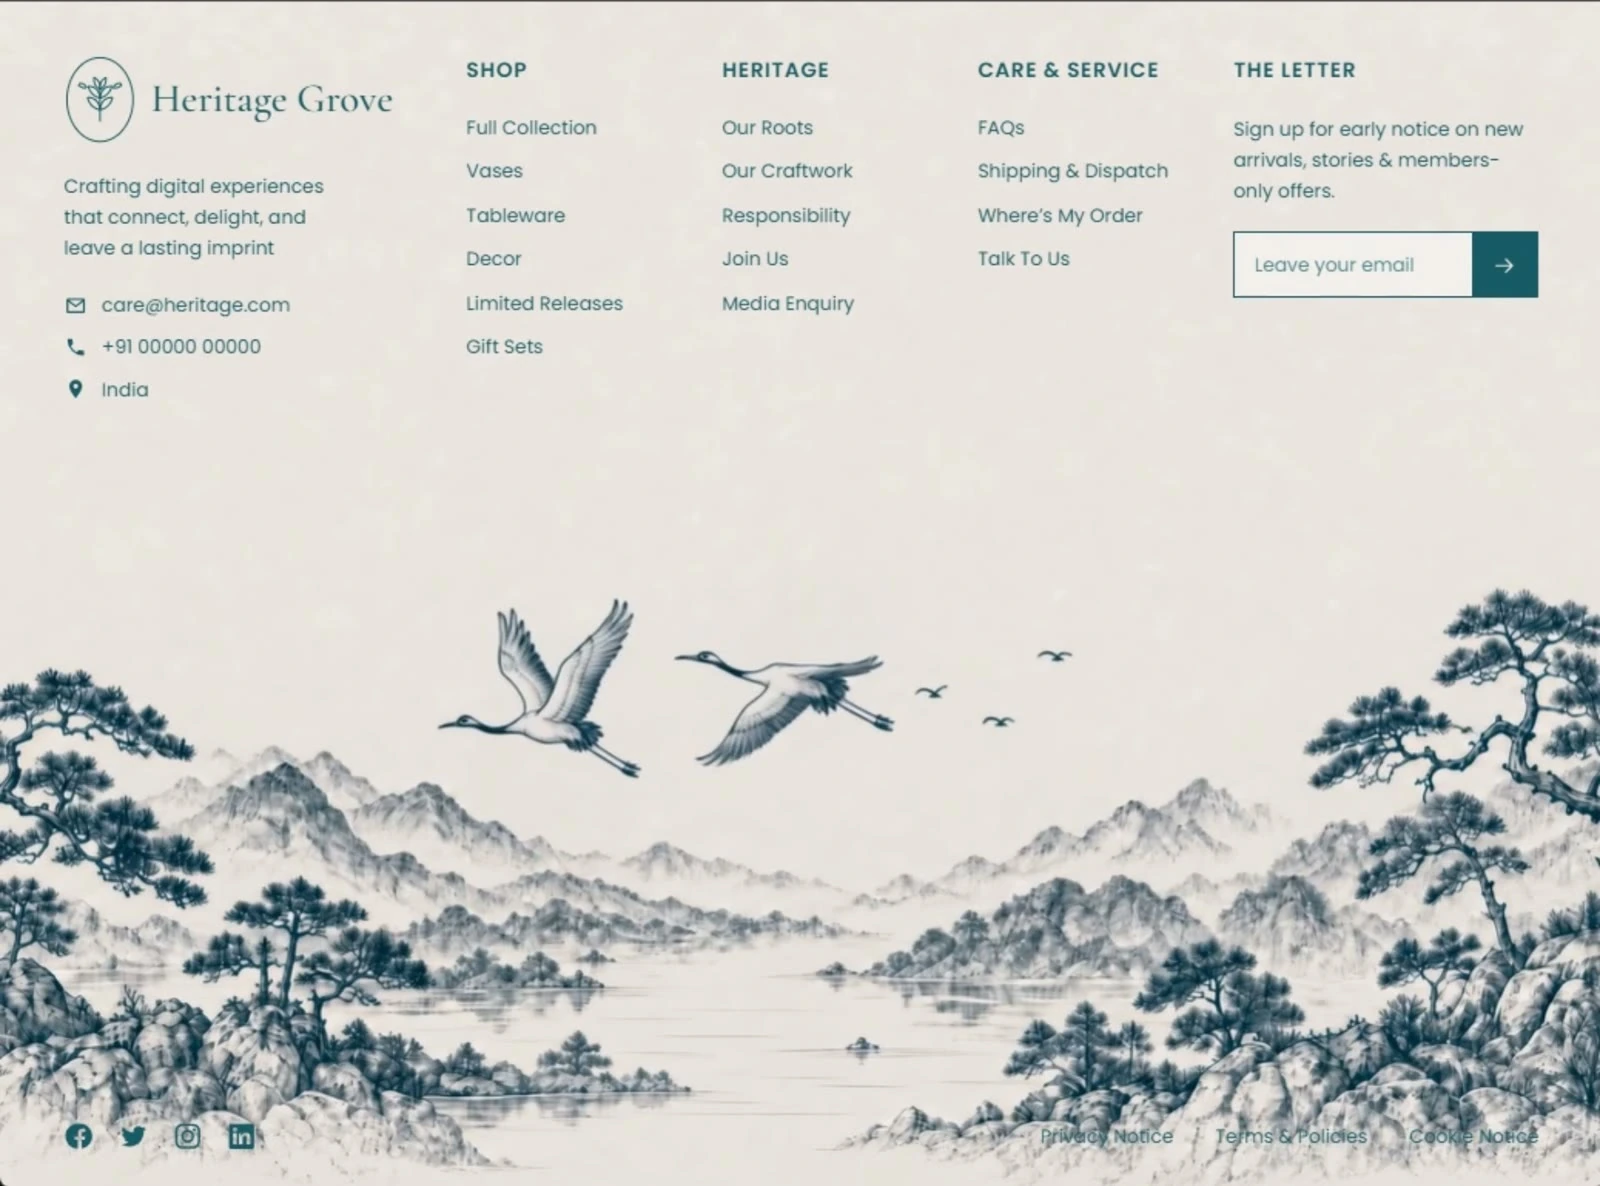 Heritage Grove
Crafting digital experiences
that connect, delight, and
leave a lasting imprint
care@heritage.com
+91 00000 00000
India
SHOP
Full Collection
Vases
Tableware
Decor
Limited Releases
Gift Sets
HERITAGE
Our Roots
Our Craftwork
Responsibility
Join Us
Media Enquiry
CARE & SERVICE
FAQs
Shipping & Dispatch
Where's My Order
Talk To Us
THE LETTER
Sign up for early notice on new
arrivals, stories & members-
only offers.
Leave your email
Privacy Notice
Terms & Policies
Cookie Notice